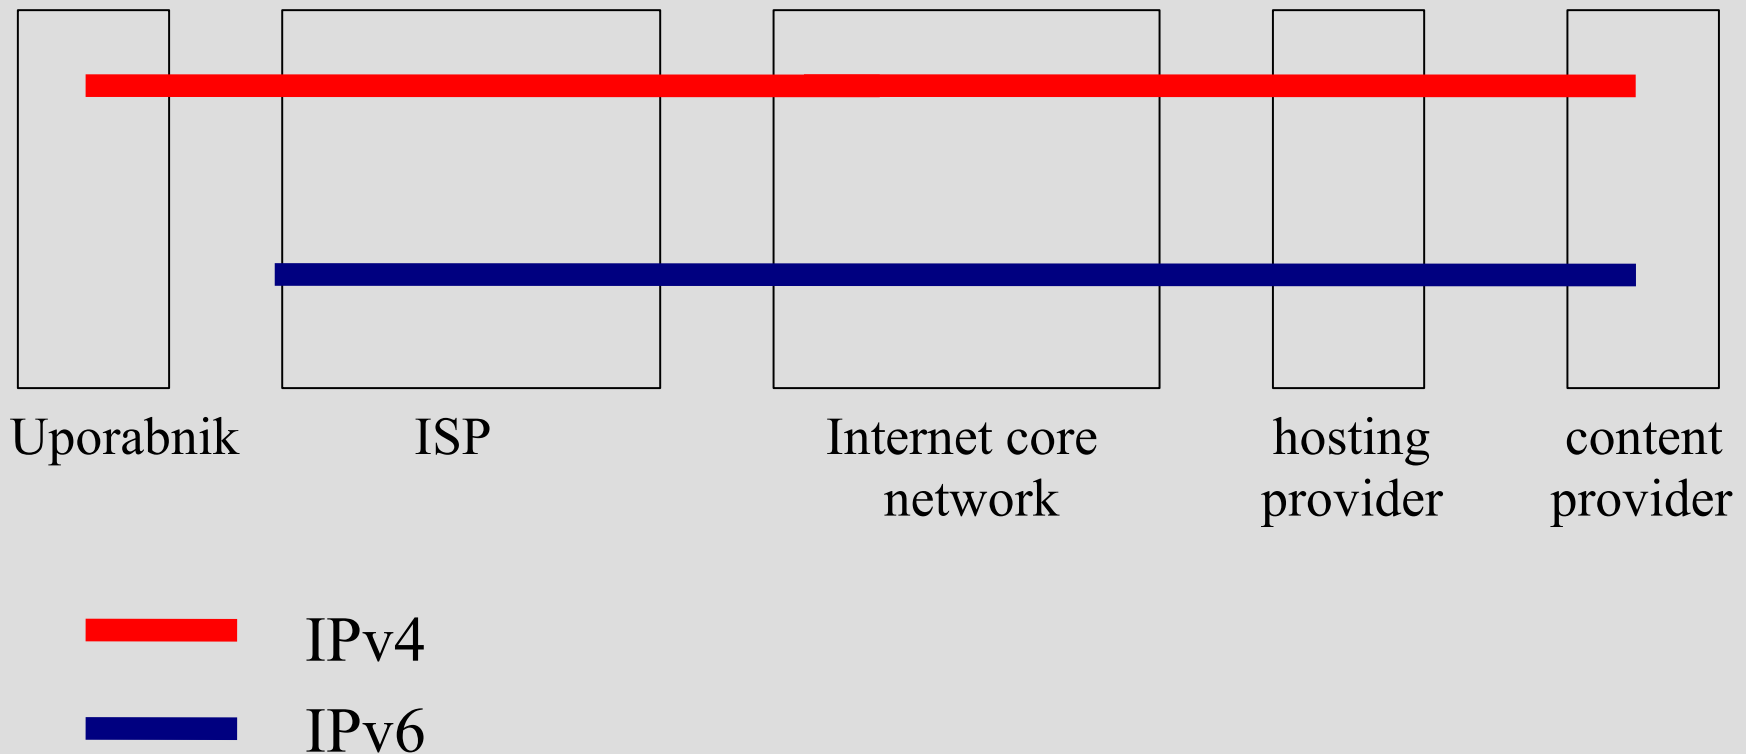 Uporabnik
ISP
Internet core
network
hosting
provider
content
provider
IPv4
IPv6